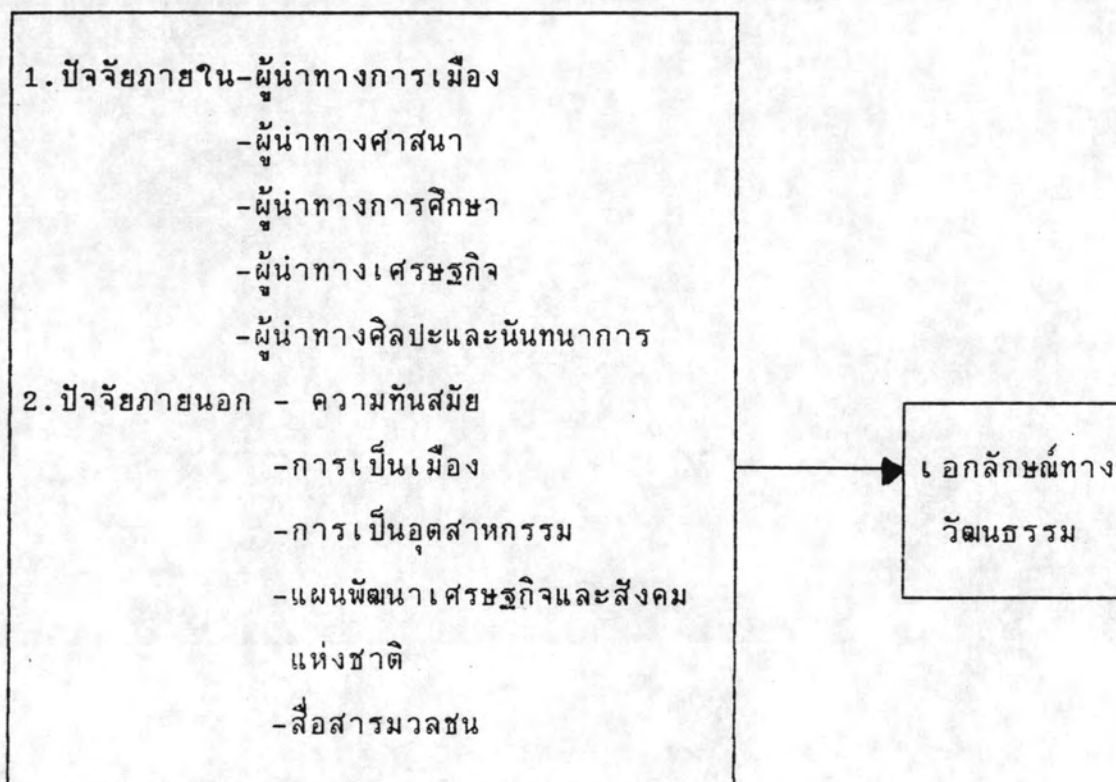 1.ปัจจัยภายใน-ผู้นำทางการเมือง
-ผู้นำทางศาสนา
-ผู้นำทางการศึกษา
-ผู้นำทางเศรษฐกิจ
-ผู้นำทางศิลปะและนันทนาการ
2.ปัจจัยภายนอก - ความทันสมัย
-การเป็นเมือง
-การเป็นอุตสาหกรรม
-แผนพัฒนาเศรษฐกิจและสังคม
แห่งชาติ
-สื่อสารมวลชน
เอกลักษณ์ทาง
วัฒนธรรม